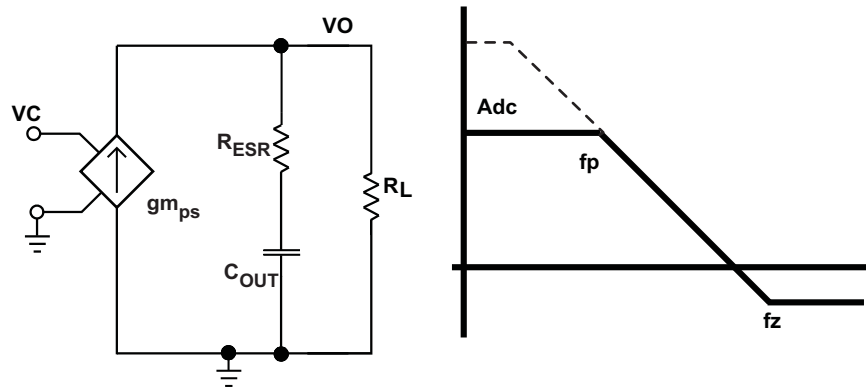 VO
VC
R_ESR
gm_ps
R_L
C_OUT
Adc
fp
fz